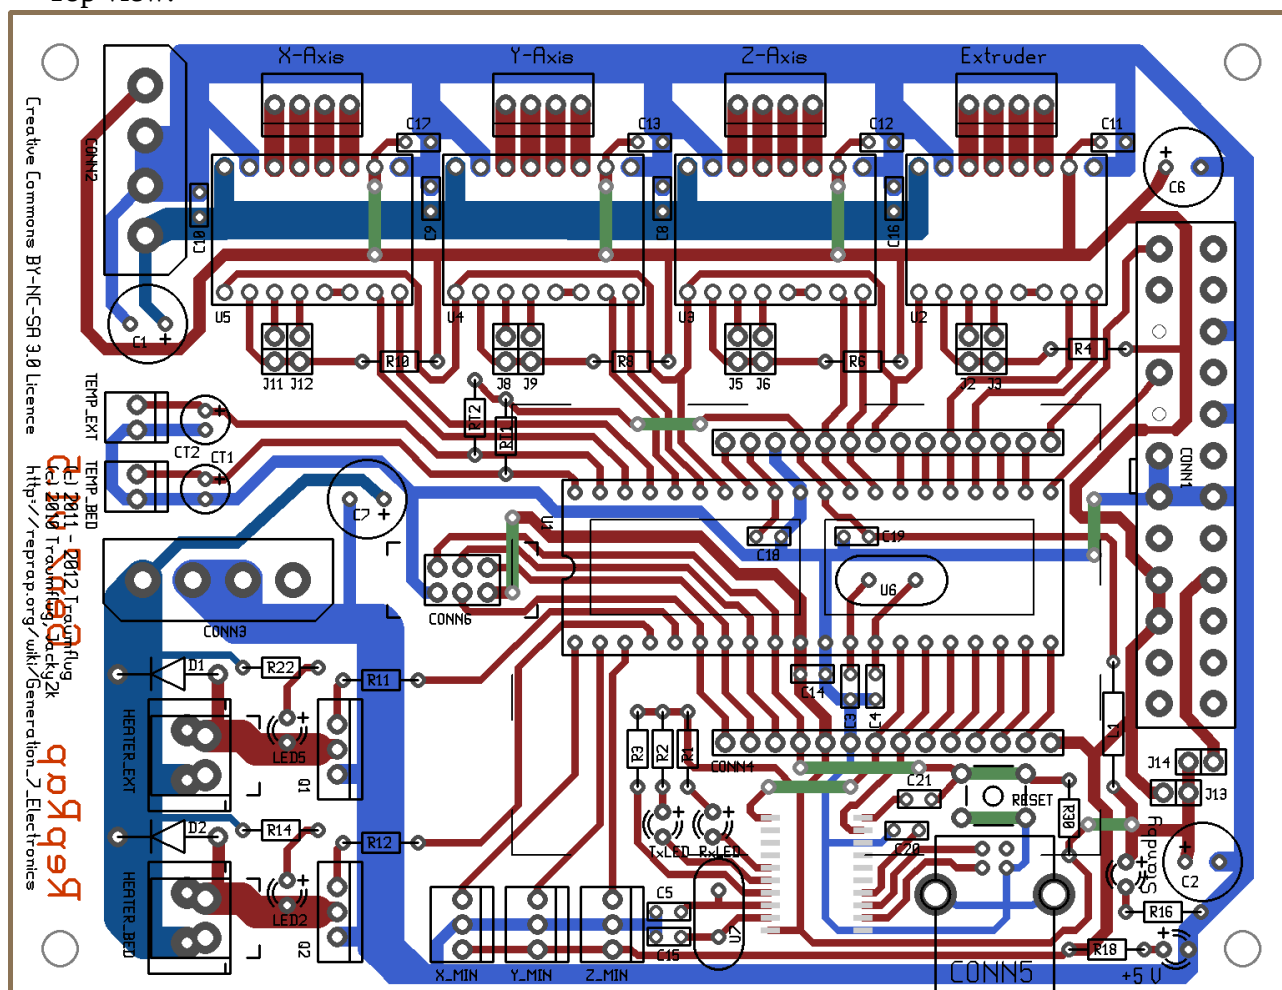 Top view:
X-Axis
Y-Axis
Z-Axis
Extruder
C17
C13
C12
C11
CONN2
C10
C9
C8
C16
C6
U5
U4
U3
U2
C1
R10
R8
R6
R4
J11 J12
J8 J9
J5 J6
J2 J3
TEMP_EXT
CT2
RT2
RT1
CT1
TEMP_BED
CONN1
C7
U1
C18
C19
U6
CONN3
CONN6
D1
R22
R11
C14
C3
C4
L1
HEATER_EXT
LED5
Q1
R3
R2
R1
CONN4
C21
RESET
R30
J14
J13
D2
R14
R12
TxLED
RxLED
C20
Standby
C2
HEATER_BED
LED2
Q2
C5
C15
U7
R16
R18
X_MIN
Y_MIN
Z_MIN
CONN5
+5 V
Creative Commons BY-NC-SA 3.0 Licence
(c) 2011 - 2012 Traumflug
(c) 2010 Traumflug, Jacky2k
http://reprap.org/wiki/Generation_7_Electronics
RepRap